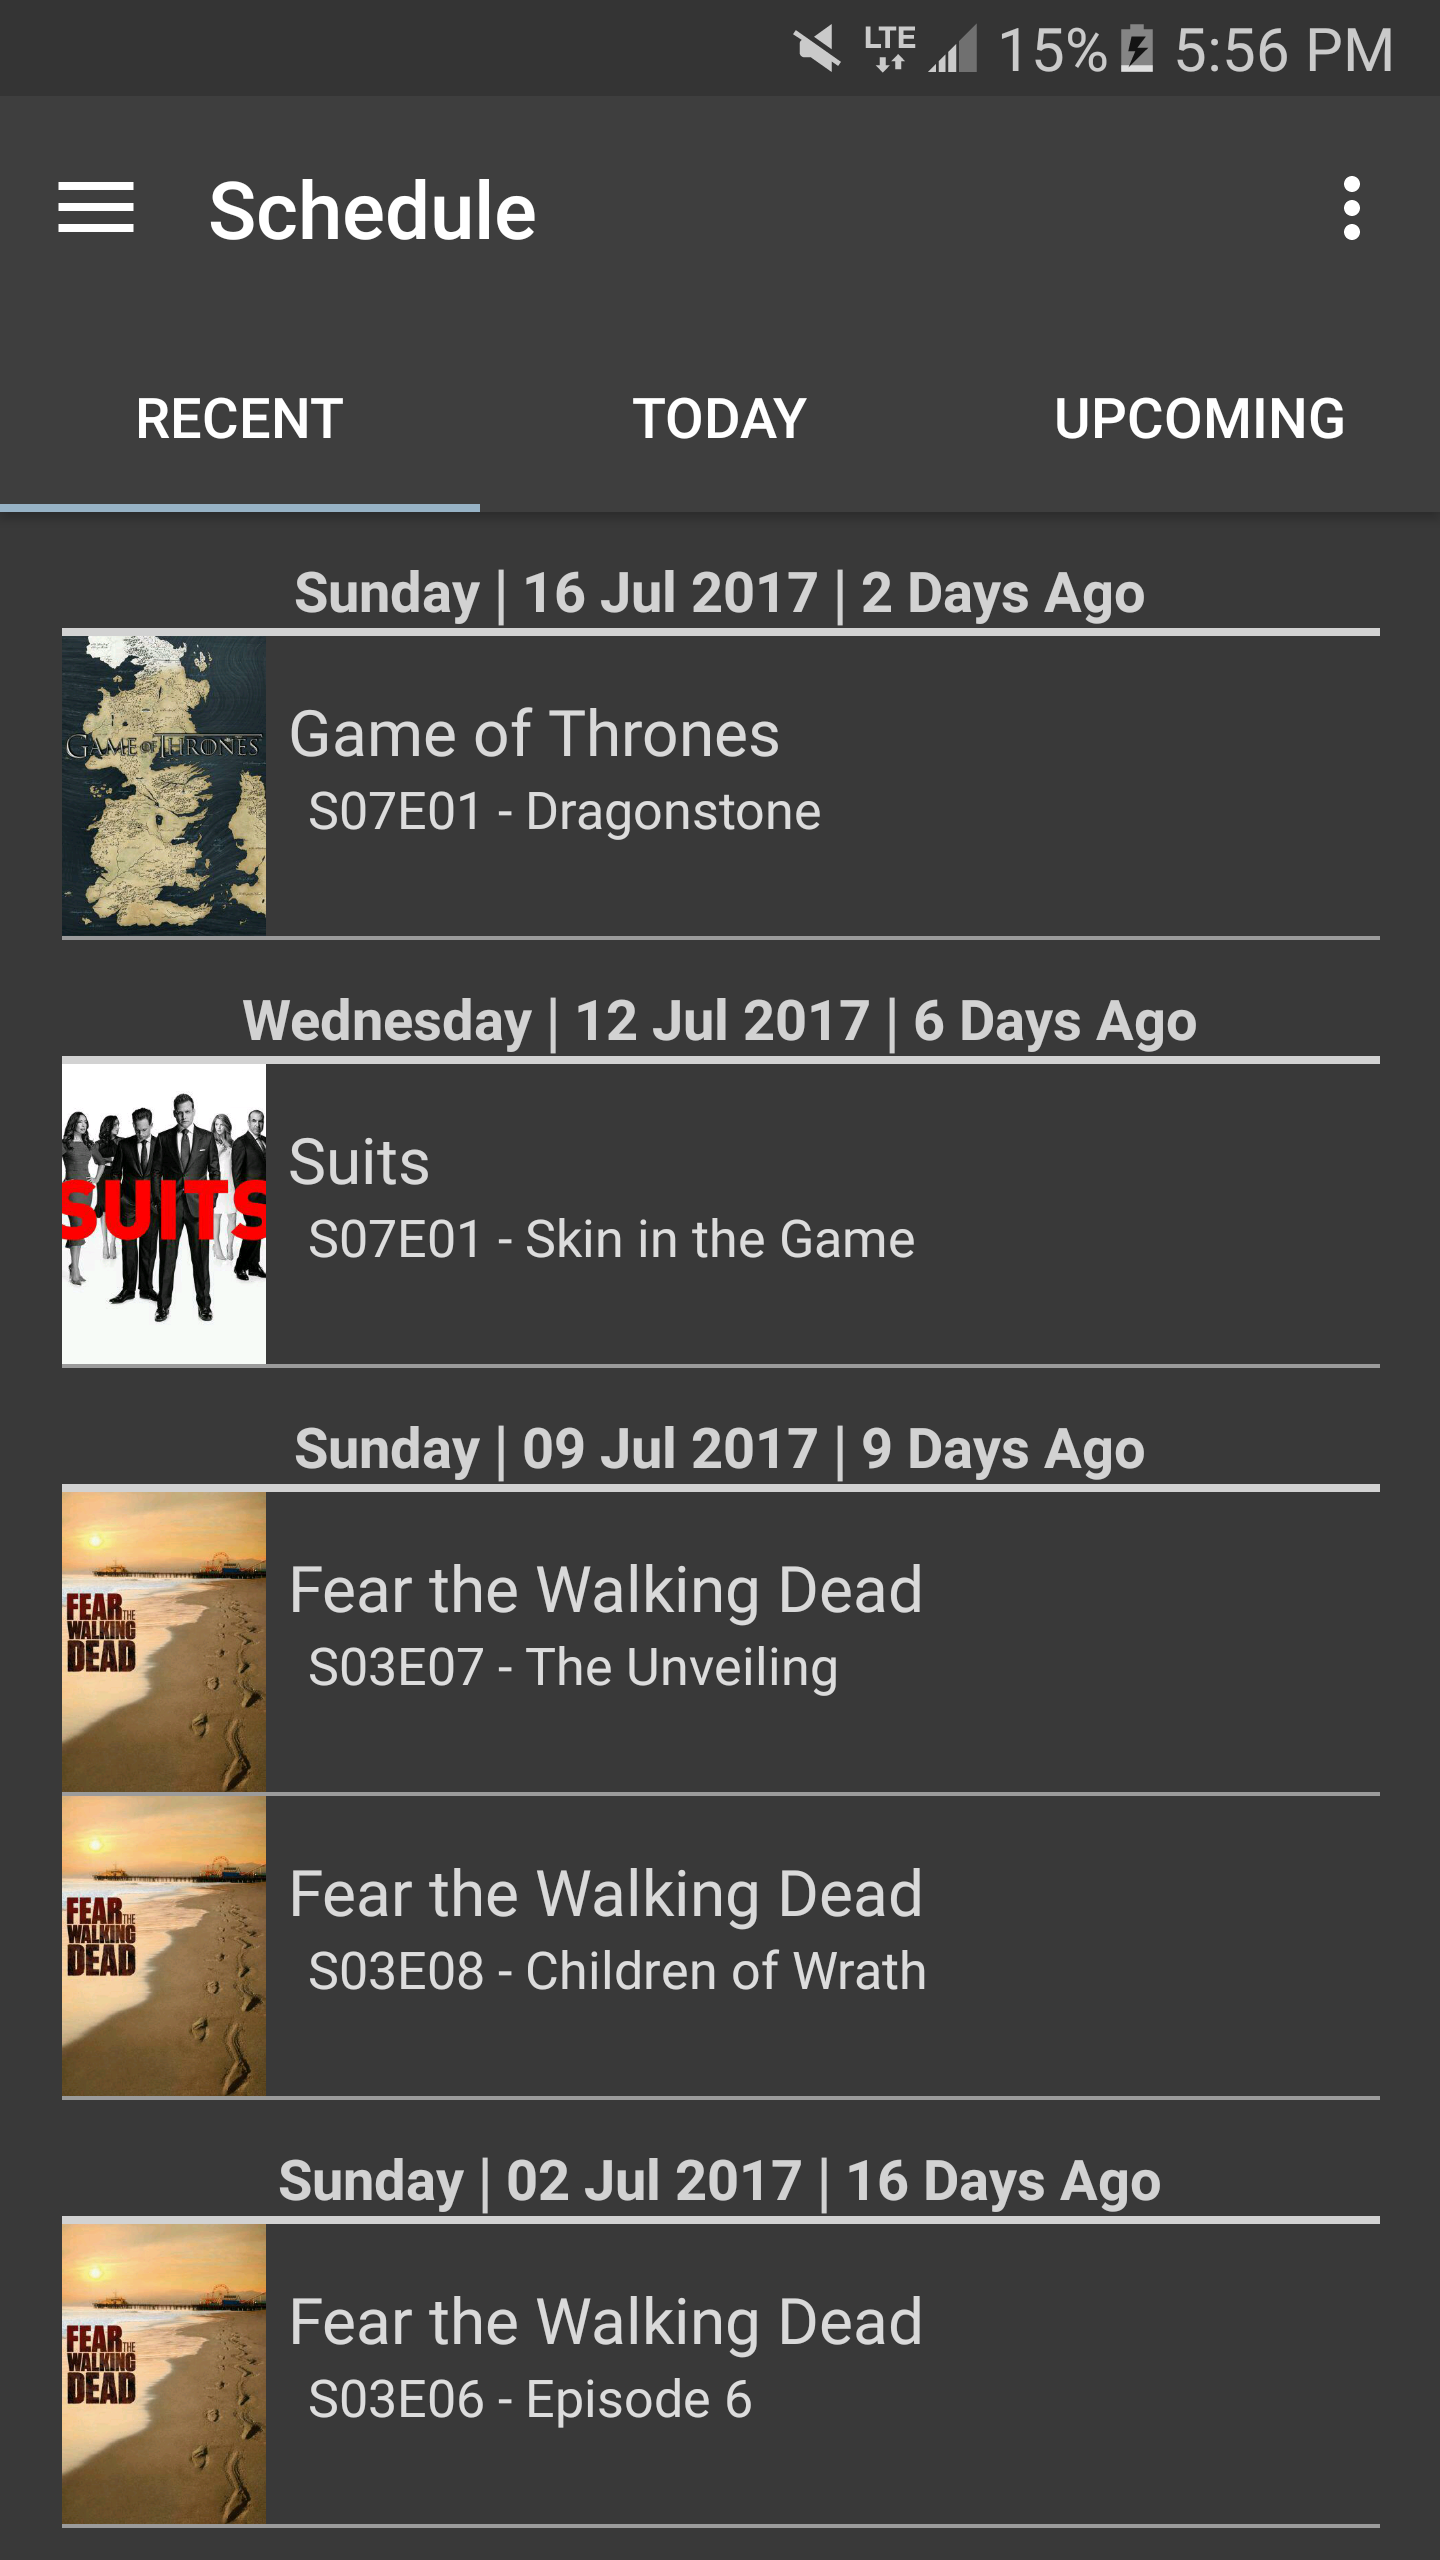 LTE 15% 5:56 PM
Schedule
RECENT TODAY UPCOMING
Sunday | 16 Jul 2017 | 2 Days Ago
GAME OF THRONES
Game of Thrones
S07E01 - Dragonstone
Wednesday | 12 Jul 2017 | 6 Days Ago
SUITS
Suits
S07E01 - Skin in the Game
Sunday | 09 Jul 2017 | 9 Days Ago
FEAR THE
WALKING
DEAD
Fear the Walking Dead
S03E07 - The Unveiling
FEAR THE
WALKING
DEAD
Fear the Walking Dead
S03E08 - Children of Wrath
Sunday | 02 Jul 2017 | 16 Days Ago
FEAR THE
WALKING
DEAD
Fear the Walking Dead
S03E06 - Episode 6